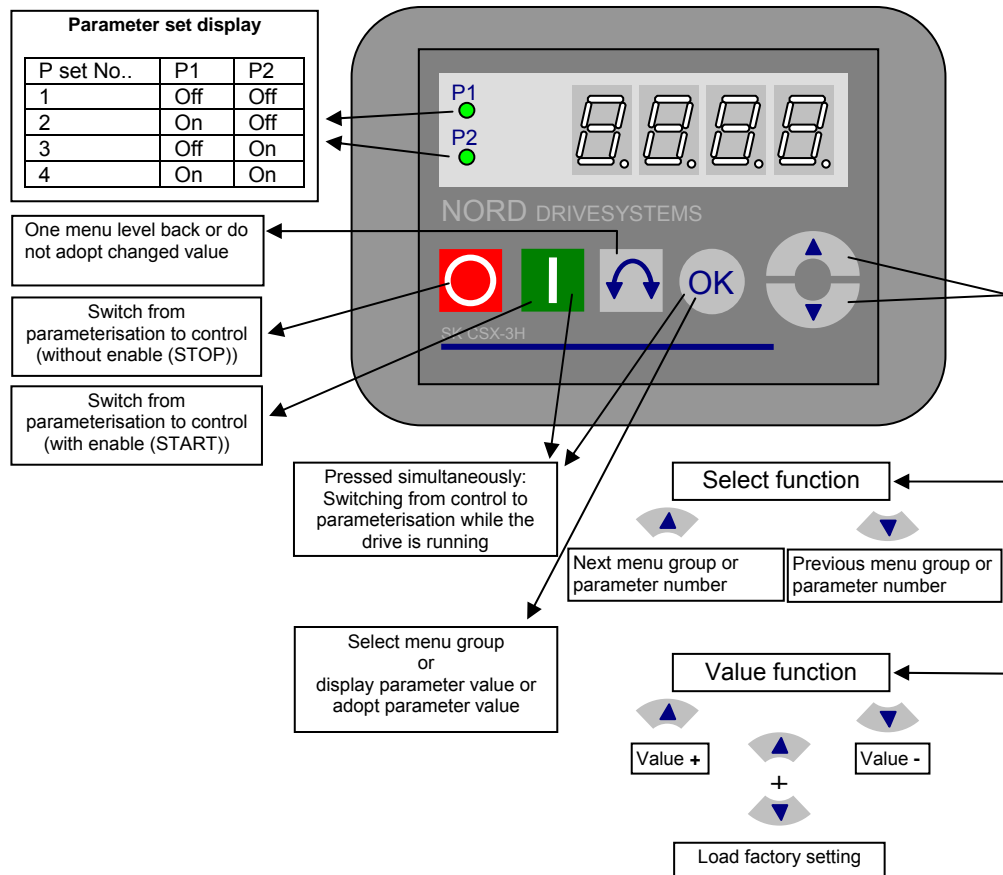 Parameter set display
P set No.. P1 P2
1 Off Off
2 On Off
3 Off On
4 On On
P1
P2
NORD DRIVESYSTEMS
OK
SK CSX-3H
One menu level back or do
not adopt changed value
Switch from
parameterisation to control
(without enable (STOP))
Switch from
parameterisation to control
(with enable (START))
Pressed simultaneously:
Switching from control to
parameterisation while the
drive is running
Select menu group
or
display parameter value or
adopt parameter value
Select function
Next menu group or
parameter number
Previous menu group or
parameter number
Value function
Value +
Value -
+
Load factory setting